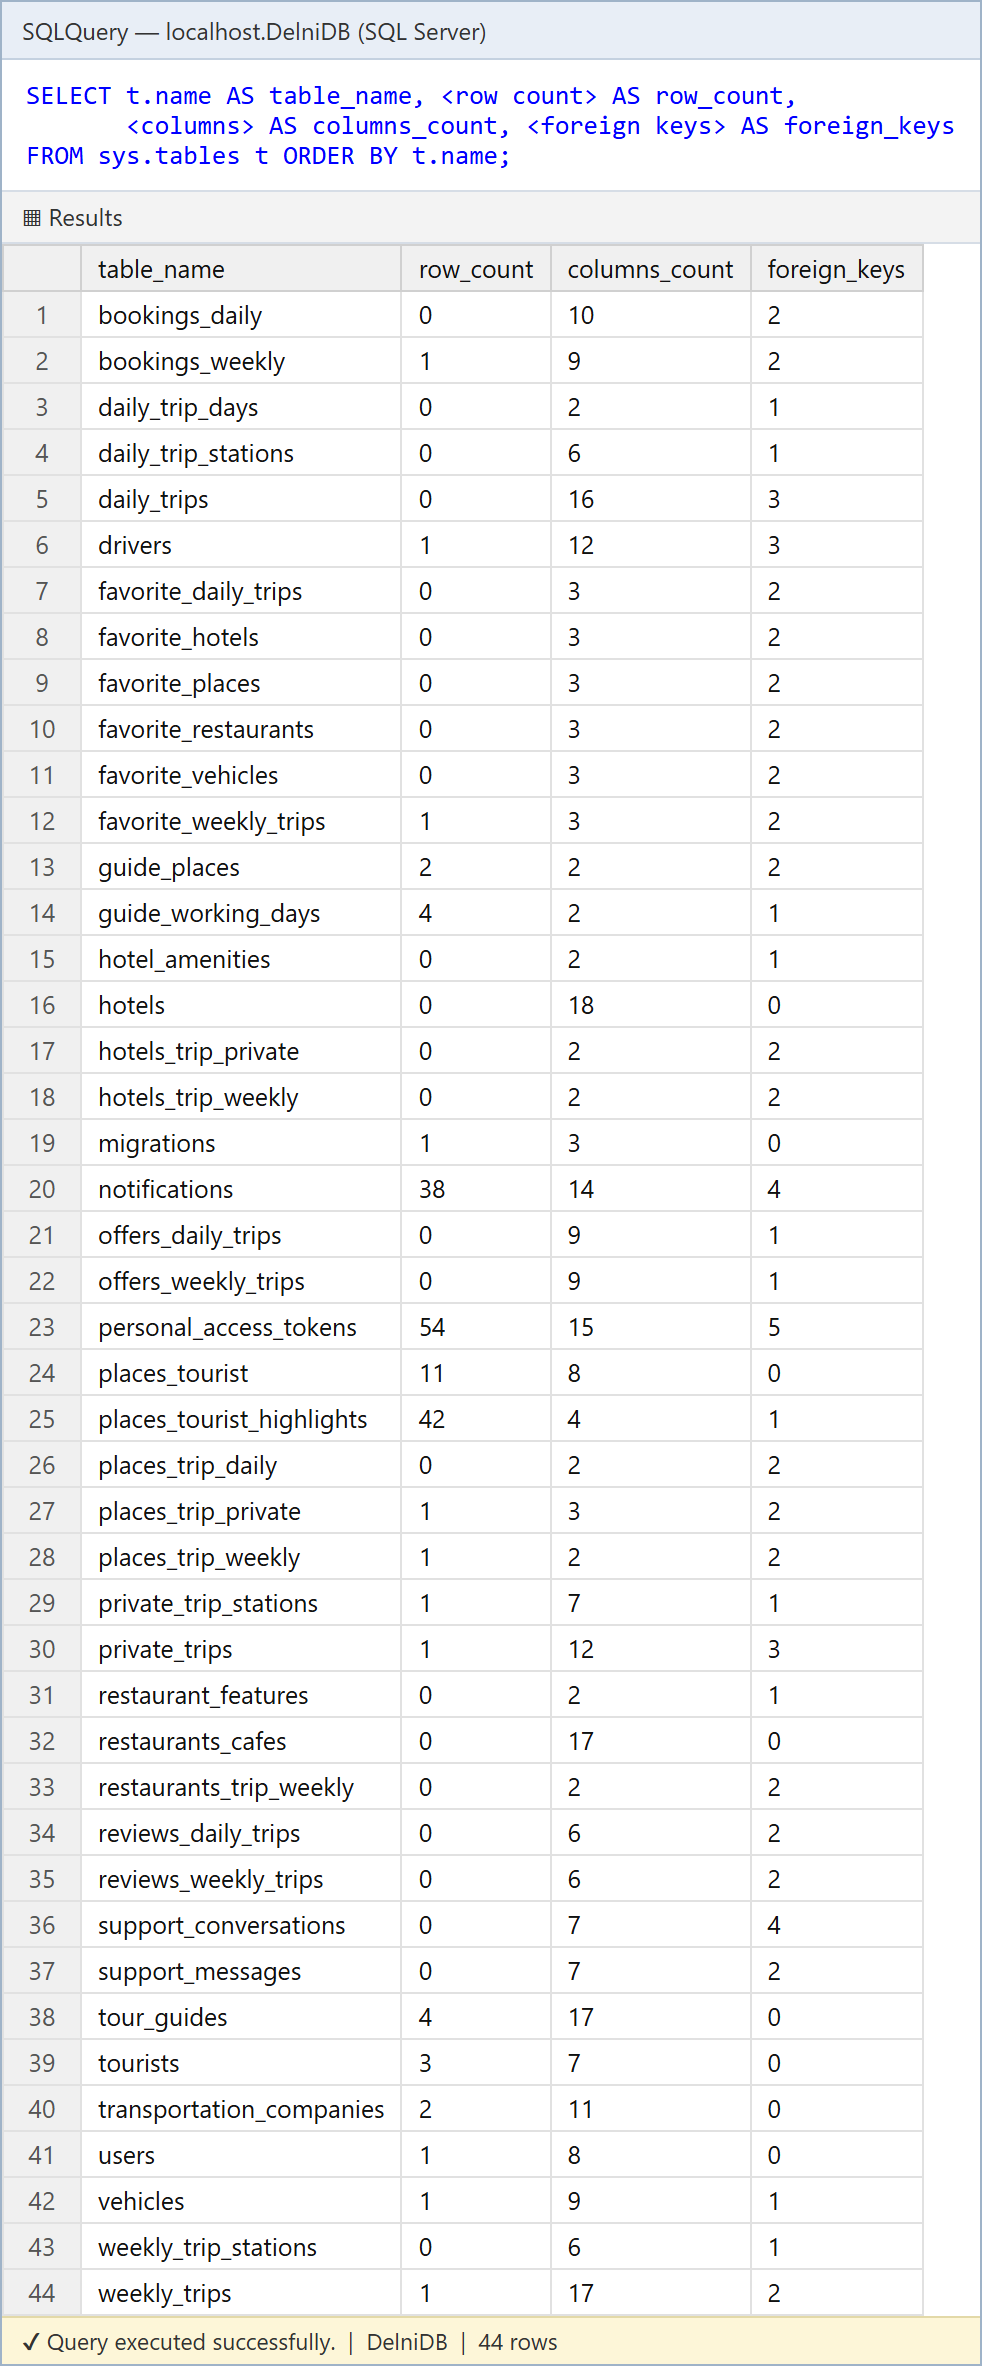 SQLQuery — localhost.DelniDB (SQL Server)
SELECT t.name AS table_name, <row count> AS row_count,
<columns> AS columns_count, <foreign keys> AS foreign_keys
FROM sys.tables t ORDER BY t.name;
▦ Results
table_name row_count columns_count foreign_keys
1 bookings_daily 0 10 2
2 bookings_weekly 1 9 2
3 daily_trip_days 0 2 1
4 daily_trip_stations 0 6 1
5 daily_trips 0 16 3
6 drivers 1 12 3
7 favorite_daily_trips 0 3 2
8 favorite_hotels 0 3 2
9 favorite_places 0 3 2
10 favorite_restaurants 0 3 2
11 favorite_vehicles 0 3 2
12 favorite_weekly_trips 1 3 2
13 guide_places 2 2 2
14 guide_working_days 4 2 1
15 hotel_amenities 0 2 1
16 hotels 0 18 0
17 hotels_trip_private 0 2 2
18 hotels_trip_weekly 0 2 2
19 migrations 1 3 0
20 notifications 38 14 4
21 offers_daily_trips 0 9 1
22 offers_weekly_trips 0 9 1
23 personal_access_tokens 54 15 5
24 places_tourist 11 8 0
25 places_tourist_highlights 42 4 1
26 places_trip_daily 0 2 2
27 places_trip_private 1 3 2
28 places_trip_weekly 1 2 2
29 private_trip_stations 1 7 1
30 private_trips 1 12 3
31 restaurant_features 0 2 1
32 restaurants_cafes 0 17 0
33 restaurants_trip_weekly 0 2 2
34 reviews_daily_trips 0 6 2
35 reviews_weekly_trips 0 6 2
36 support_conversations 0 7 4
37 support_messages 0 7 2
38 tour_guides 4 17 0
39 tourists 3 7 0
40 transportation_companies 2 11 0
41 users 1 8 0
42 vehicles 1 9 1
43 weekly_trip_stations 0 6 1
44 weekly_trips 1 17 2
✓ Query executed successfully. | DelniDB | 44 rows